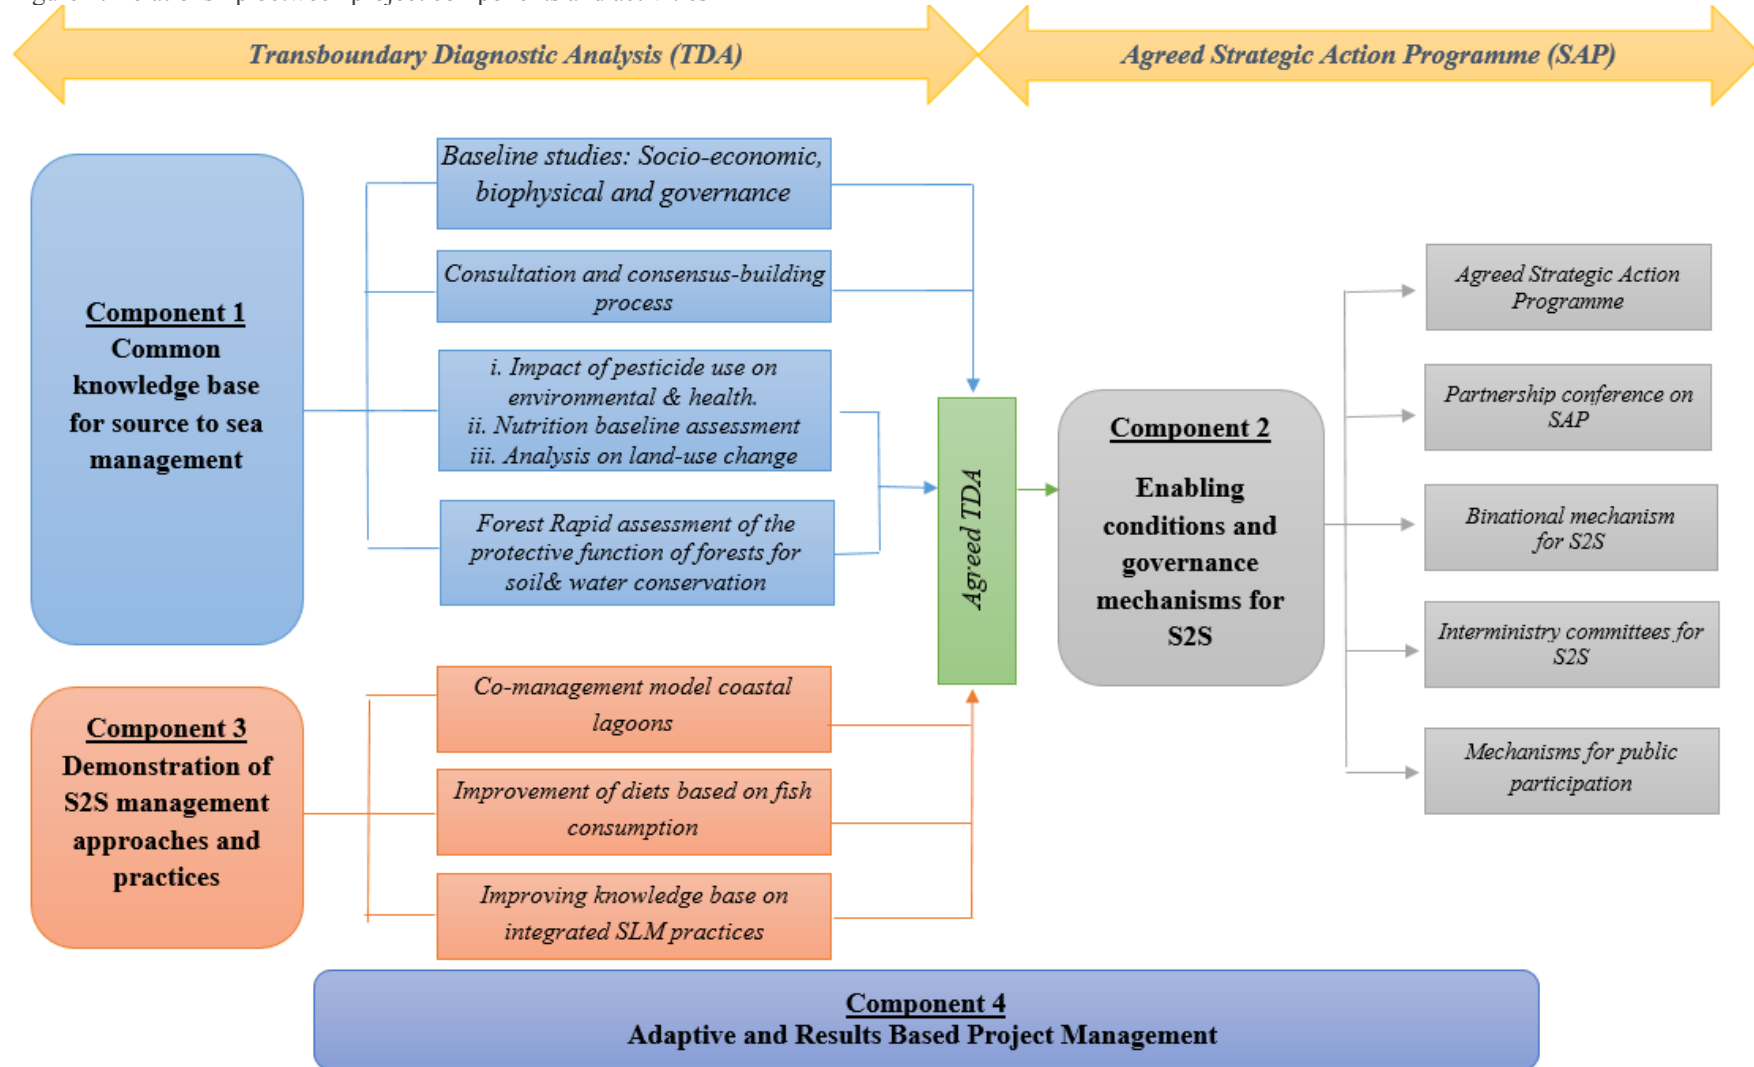 Transboundary Diagnostic Analysis (TDA)
Agreed Strategic Action Programme (SAP)
Component 1
Common
knowledge base
for source to sea
management
Baseline studies: Socio-economic,
biophysical and governance
Consultation and consensus-building
process
i. Impact of pesticide use on
environmental & health.
ii. Nutrition baseline assessment
iii. Analysis on land-use change
Forest Rapid assessment of the
protective function of forests for
soil& water conservation
Component 3
Demonstration of
S2S management
approaches and
practices
Co-management model coastal
lagoons
Improvement of diets based on fish
consumption
Improving knowledge base on
integrated SLM practices
Agreed TDA
Component 2
Enabling
conditions and
governance
mechanisms for
S2S
Agreed Strategic Action
Programme
Partnership conference on
SAP
Binational mechanism
for S2S
Interministry committees for
S2S
Mechanisms for public
participation
Component 4
Adaptive and Results Based Project Management